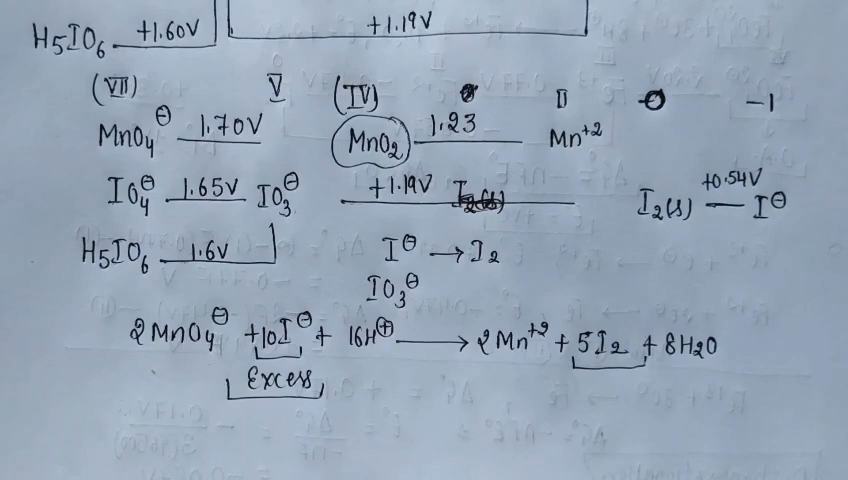 H5IO6 +1.60V +1.19V
(VII) V (IV) II 0 -1
MnO4⊖ 1.70V MnO2 1.23 Mn+2
IO4⊖ 1.65V IO3⊖ +1.19V I2(s) +0.54V I⊖
H5IO6 1.6V I⊖ → I2
IO3⊖
2MnO4⊖ + 10I⊖ + 16H⊕ → 2Mn+2 + 5I2 + 8H2O
Excess